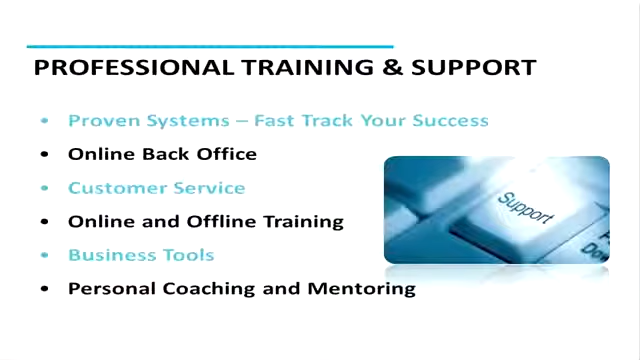 PROFESSIONAL TRAINING & SUPPORT
• Proven Systems – Fast Track Your Success
• Online Back Office
• Customer Service
• Online and Offline Training
• Business Tools
• Personal Coaching and Mentoring
Support